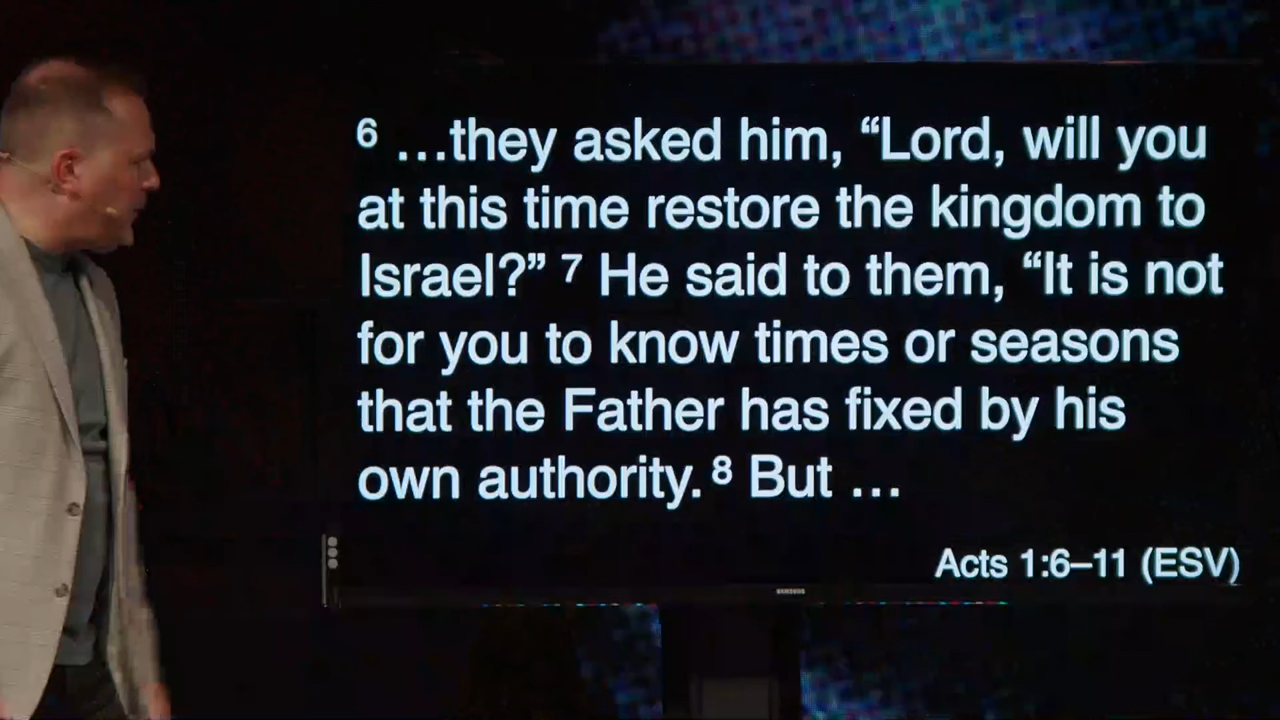 ⁶ …they asked him, “Lord, will you
at this time restore the kingdom to
Israel?” ⁷ He said to them, “It is not
for you to know times or seasons
that the Father has fixed by his
own authority. ⁸ But …
Acts 1:6–11 (ESV)
SAMSUNG